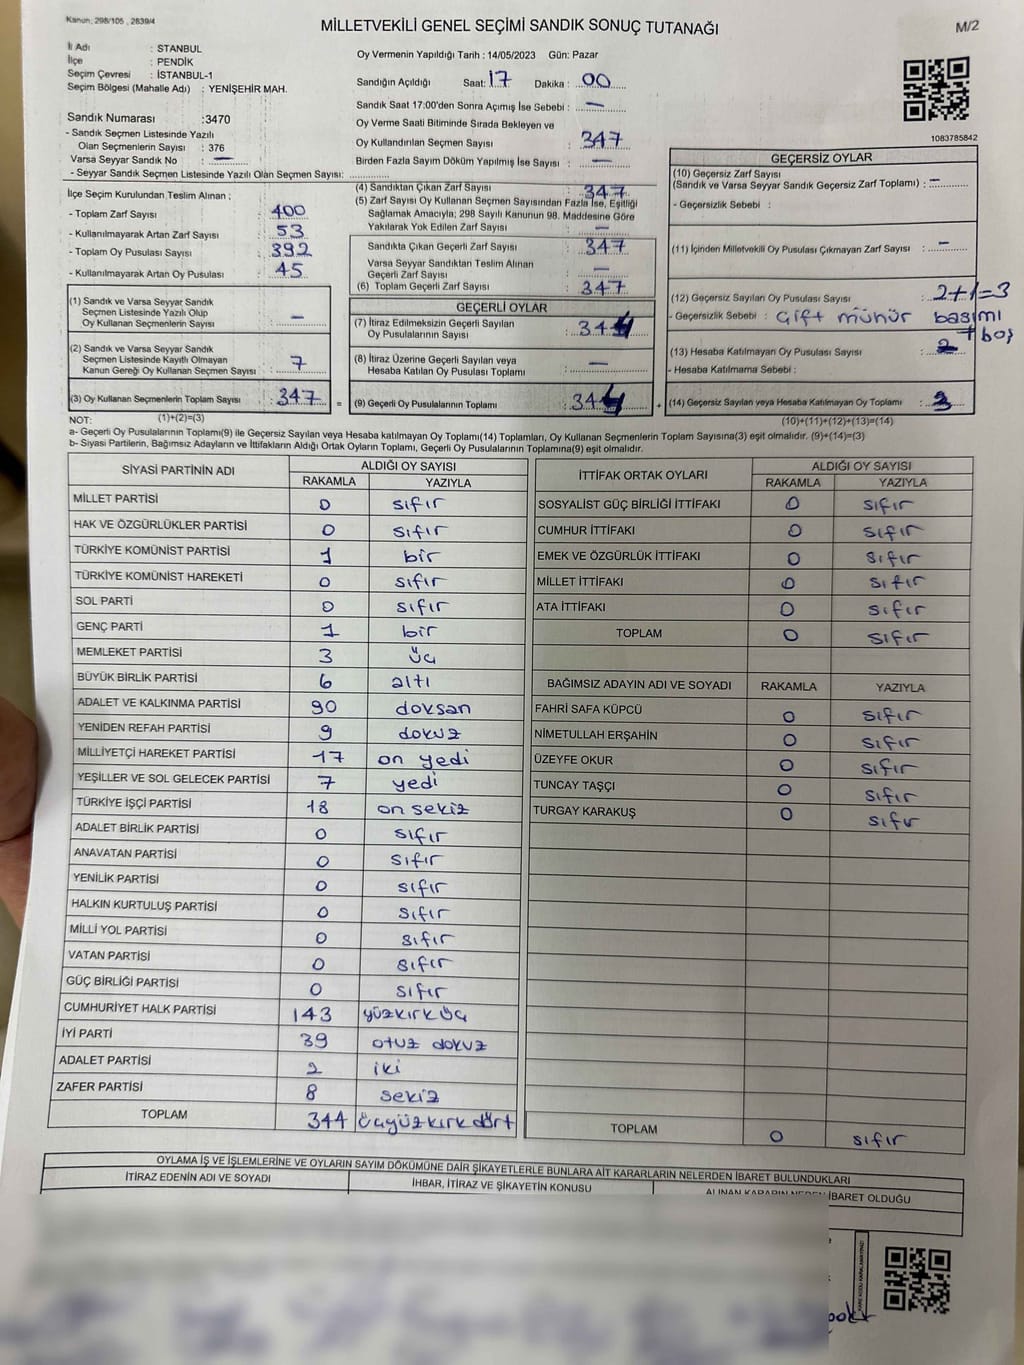 Kanun; 298/105 , 2839/4
MİLLETVEKİLİ GENEL SEÇİMİ SANDIK SONUÇ TUTANAĞI
M/2
İl Adı : STANBUL
İlçe : PENDİK
Seçim Çevresi : İSTANBUL-1
Seçim Bölgesi (Mahalle Adı) : YENİŞEHİR MAH.
Oy Vermenin Yapıldığı Tarih : 14/05/2023 Gün: Pazar
Sandığın Açıldığı Saat: 17 Dakika : 00
Sandık Saat 17:00'den Sonra Açımış İse Sebebi : —
1083785842
Sandık Numarası :3470
- Sandık Seçmen Listesinde Yazılı
Olan Seçmenlerin Sayısı : 376
Varsa Seyyar Sandık No : —
- Seyyar Sandık Seçmen Listesinde Yazılı Olan Seçmen Sayısı:
Oy Verme Saati Bitiminde Sırada Bekleyen ve
Oy Kullandırılan Seçmen Sayısı : 347
Birden Fazla Sayım Döküm Yapılmış İse Sayısı : —
İlçe Seçim Kurulundan Teslim Alınan ;
- Toplam Zarf Sayısı : 400
- Kullanılmayarak Artan Zarf Sayısı : 53
- Toplam Oy Pusulası Sayısı : 392
- Kullanılmayarak Artan Oy Pusulası : 45
(4) Sandıktan Çıkan Zarf Sayısı : 347
(5) Zarf Sayısı Oy Kullanan Seçmen Sayısından Fazla İse, Eşitliği
Sağlamak Amacıyla; 298 Sayılı Kanunun 98. Maddesine Göre
Yakılarak Yok Edilen Zarf Sayısı : —
Sandıkta Çıkan Geçerli Zarf Sayısı : 347
Varsa Seyyar Sandıktan Teslim Alınan
Geçerli Zarf Sayısı : —
(6) Toplam Geçerli Zarf Sayısı : 347
GEÇERSİZ OYLAR
(10) Geçersiz Zarf Sayısı
(Sandık ve Varsa Seyyar Sandık Geçersiz Zarf Toplamı) : —
- Geçersizlik Sebebi :
(11) İçinden Milletvekili Oy Pusulası Çıkmayan Zarf Sayısı : —
(12) Geçersiz Sayılan Oy Pusulası Sayısı : 2+1=3
- Geçersizlik Sebebi : Çift mühür basımı
+ boş
(13) Hesaba Katılmayan Oy Pusulası Sayısı :
- Hesaba Katılmama Sebebi :
(14) Geçersiz Sayılan veya Hesaba Katılmayan Oy Toplamı : 3
(10)+(11)+(12)+(13)=(14)
(1) Sandık ve Varsa Seyyar Sandık
Seçmen Listesinde Yazılı Olup
Oy Kullanan Seçmenlerin Sayısı : —
(2) Sandık ve Varsa Seyyar Sandık
Seçmen Listesinde Kayıtlı Olmayan
Kanun Gereği Oy Kullanan Seçmen Sayısı : 7
(3) Oy Kullanan Seçmenlerin Toplam Sayısı : 347 =
(1)+(2)=(3)
GEÇERLİ OYLAR
(7) İtiraz Edilmeksizin Geçerli Sayılan
Oy Pusulalarının Sayısı : 344
(8) İtiraz Üzerine Geçerli Sayılan veya
Hesaba Katılan Oy Pusulası Toplamı : —
(9) Geçerli Oy Pusulalarının Toplamı : 344 +
NOT:
a- Geçerli Oy Pusulalarının Toplamı(9) ile Geçersiz Sayılan veya Hesaba katılmayan Oy Toplamı(14) Toplamları, Oy Kullanan Seçmenlerin Toplam Sayısına(3) eşit olmalıdır. (9)+(14)=(3)
b- Siyasi Partilerin, Bağımsız Adayların ve İttifakların Aldığı Ortak Oyların Toplamı, Geçerli Oy Pusulalarının Toplamına(9) eşit olmalıdır.
SİYASİ PARTİNİN ADI ALDIĞI OY SAYISI
RAKAMLA YAZIYLA
MİLLET PARTİSİ 0 sıfır
HAK VE ÖZGÜRLÜKLER PARTİSİ 0 sıfır
TÜRKİYE KOMÜNİST PARTİSİ 1 bir
TÜRKİYE KOMÜNİST HAREKETİ 0 sıfır
SOL PARTİ 0 sıfır
GENÇ PARTİ 1 bir
MEMLEKET PARTİSİ 3 üç
BÜYÜK BİRLİK PARTİSİ 6 altı
ADALET VE KALKINMA PARTİSİ 90 doksan
YENİDEN REFAH PARTİSİ 9 dokuz
MİLLİYETÇİ HAREKET PARTİSİ 17 on yedi
YEŞİLLER VE SOL GELECEK PARTİSİ 7 yedi
TÜRKİYE İŞÇİ PARTİSİ 18 on sekiz
ADALET BİRLİK PARTİSİ 0 sıfır
ANAVATAN PARTİSİ 0 sıfır
YENİLİK PARTİSİ 0 sıfır
HALKIN KURTULUŞ PARTİSİ 0 sıfır
MİLLİ YOL PARTİSİ 0 sıfır
VATAN PARTİSİ 0 sıfır
GÜÇ BİRLİĞİ PARTİSİ 0 sıfır
CUMHURİYET HALK PARTİSİ 143 yüzkırküç
İYİ PARTİ 39 otuz dokuz
ADALET PARTİSİ 2 iki
ZAFER PARTİSİ 8 sekiz
TOPLAM 344 üçyüzkırkdört
İTTİFAK ORTAK OYLARI ALDIĞI OY SAYISI
RAKAMLA YAZIYLA
SOSYALİST GÜÇ BİRLİĞİ İTTİFAKI 0 sıfır
CUMHUR İTTİFAKI 0 sıfır
EMEK VE ÖZGÜRLÜK İTTİFAKI 0 sıfır
MİLLET İTTİFAKI 0 sıfır
ATA İTTİFAKI 0 sıfır
TOPLAM 0 sıfır
BAĞIMSIZ ADAYIN ADI VE SOYADI RAKAMLA YAZIYLA
FAHRİ SAFA KÜPCÜ 0 sıfır
NİMETULLAH ERŞAHİN 0 sıfır
ÜZEYFE OKUR 0 sıfır
TUNCAY TAŞÇI 0 sıfır
TURGAY KARAKUŞ 0 sıfır
TOPLAM 0 sıfır
OYLAMA İŞ VE İŞLEMLERİNE VE OYLARIN SAYIM DÖKÜMÜNE DAİR ŞİKAYETLERLE BUNLARA AİT KARARLARIN NELERDEN İBARET BULUNDUKLARI
İTİRAZ EDENİN ADI VE SOYADI
İHBAR, İTİRAZ VE ŞİKAYETİN KONUSU
ALINAN KARARIN NEDEN İBARET OLDUĞU